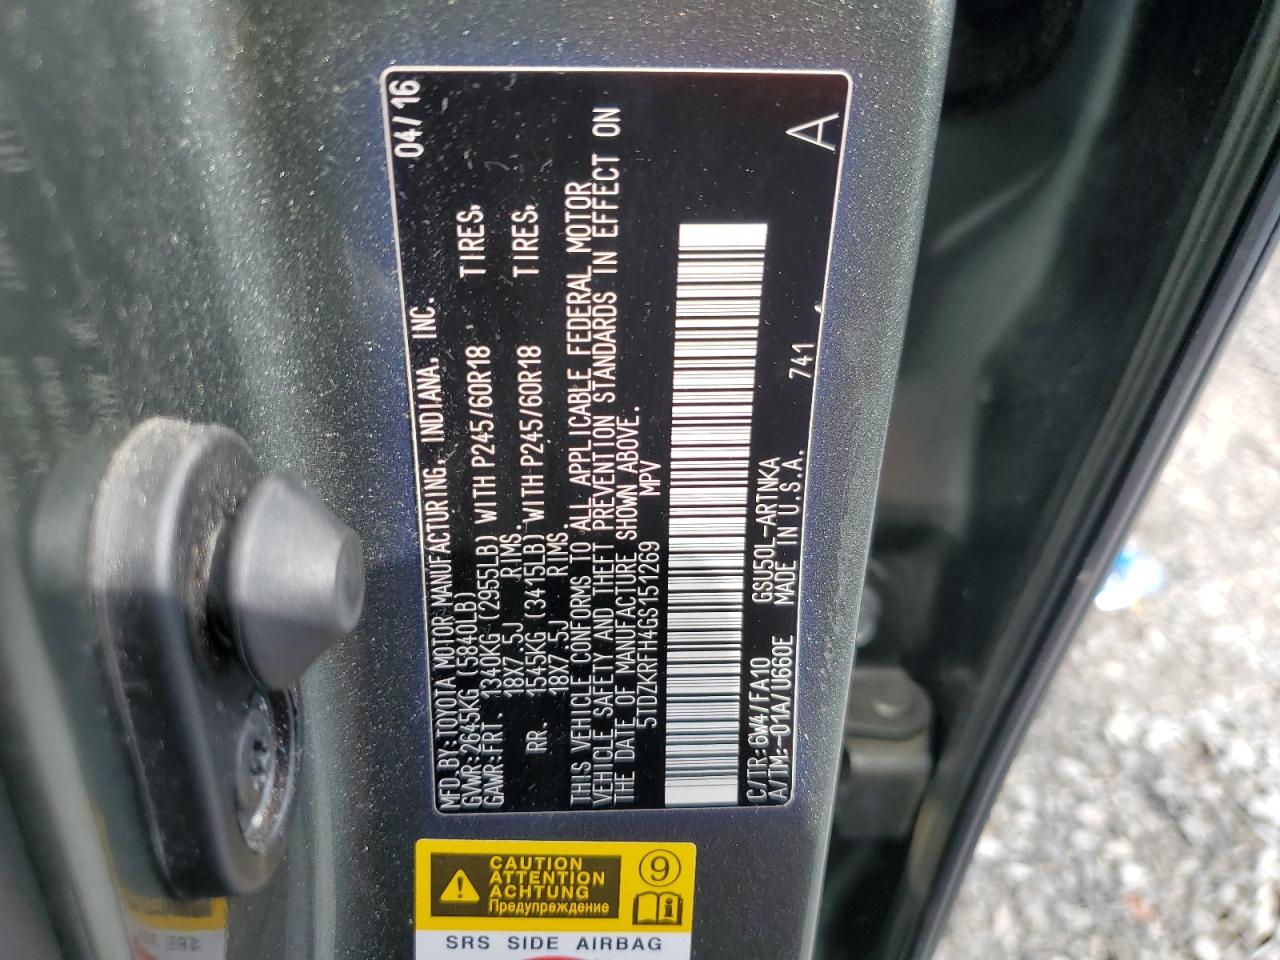 MFD. BY: TOYOTA MOTOR MANUFACTURING, INDIANA, INC. 04/16
GVWR: 2645KG (5840LB)
GAWR: FRT. 1340KG (2955LB) WITH P245/60R18 TIRES,
18X7.5J RIMS,
RR. 1545KG (3415LB) WITH P245/60R18 TIRES,
18X7.5J RIMS.
THIS VEHICLE CONFORMS TO ALL APPLICABLE FEDERAL MOTOR
VEHICLE SAFETY AND THEFT PREVENTION STANDARDS IN EFFECT ON
THE DATE OF MANUFACTURE SHOWN ABOVE.
5TDZKRFH4GS151269 MPV
C/TR: 6W4/FA10 GSU50L-ARTNKA
A/TM: -01A/U660E MADE IN U.S.A. 741
A
CAUTION
ATTENTION
ACHTUNG
Предупреждение
9
SRS SIDE AIRBAG